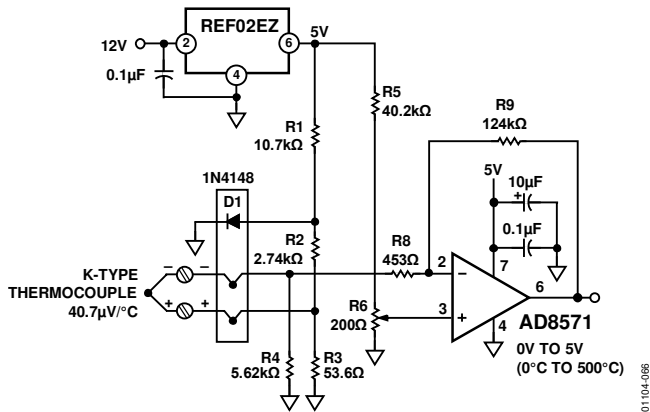 REF02EZ
12V
2
6
5V
4
0.1µF
R5
40.2kΩ
R9
124kΩ
R1
10.7kΩ
1N4148
D1
5V
10µF
+
0.1µF
R2
2.74kΩ
R8
453Ω
K-TYPE
THERMOCOUPLE
40.7µV/°C
– –
+ +
2
–
7
6
3
+
4
R6
200Ω
AD8571
0V TO 5V
(0°C TO 500°C)
R4
5.62kΩ
R3
53.6Ω
01104-066